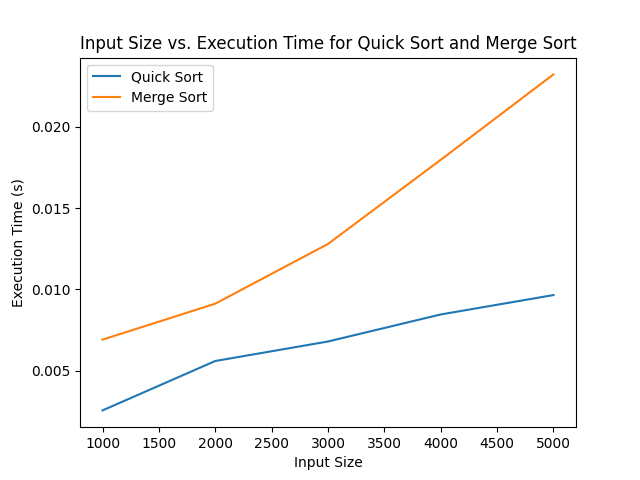 Input Size vs. Execution Time for Quick Sort and Merge Sort
Quick Sort
Merge Sort
Execution Time (s)
0.020
0.015
0.010
0.005
1000 1500 2000 2500 3000 3500 4000 4500 5000
Input Size